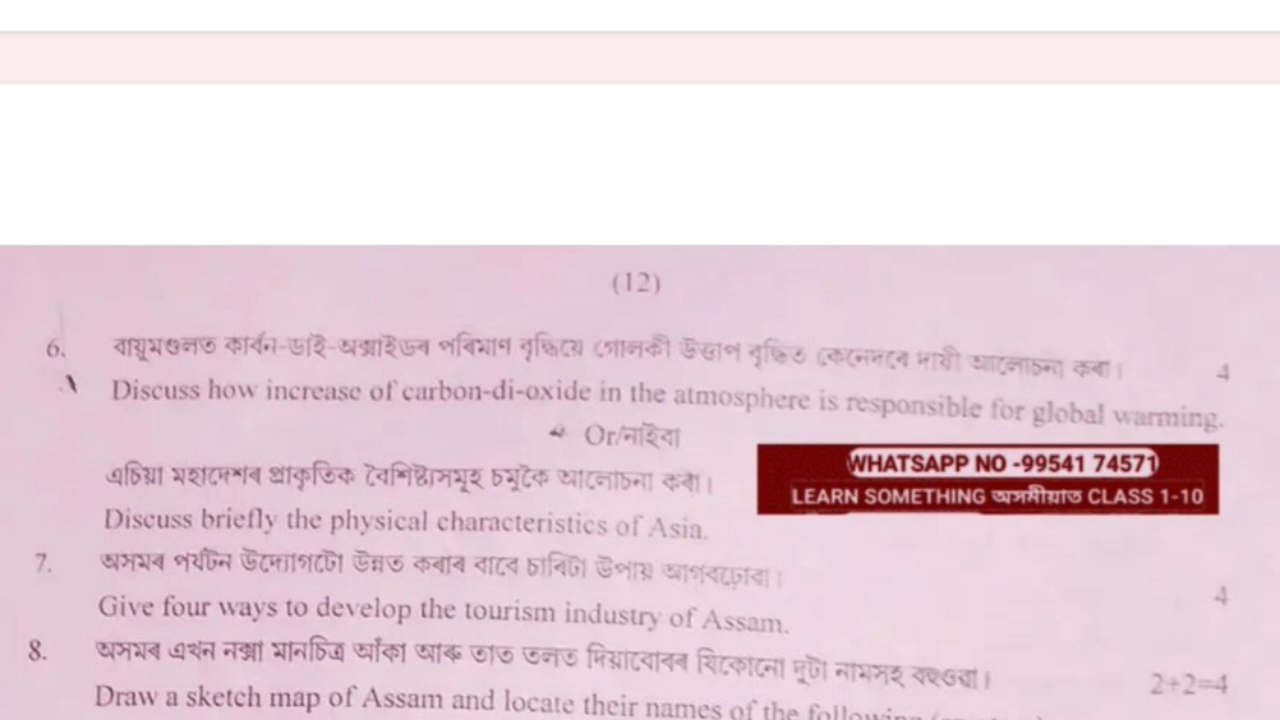 (12)
6. বায়ুমণ্ডলত কাৰ্বন-ডাই-অক্সাইডৰ পৰিমাণ বৃদ্ধিয়ে গোলকী উত্তাপ বৃদ্ধিত কেনেদৰে দায়ী আলোচনা কৰা। 4
Discuss how increase of carbon-di-oxide in the atmosphere is responsible for global warming.
Or/নাইবা
এচিয়া মহাদেশৰ প্ৰাকৃতিক বৈশিষ্ট্যসমূহ চমুকৈ আলোচনা কৰা।
WHATSAPP NO -99541 74571
LEARN SOMETHING অসমীয়াত CLASS 1-10
Discuss briefly the physical characteristics of Asia.
7. অসমৰ পৰ্যটন উদ্যোগটো উন্নত কৰাৰ বাবে চাৰিটা উপায় আগবঢ়োৱা। 4
Give four ways to develop the tourism industry of Assam.
8. অসমৰ এখন নক্সা মানচিত্ৰ আঁকা আৰু তাত তলত দিয়াবোৰৰ যিকোনো দুটা নামসহ বহুওৱা। 2+2=4
Draw a sketch map of Assam and locate their names of the following